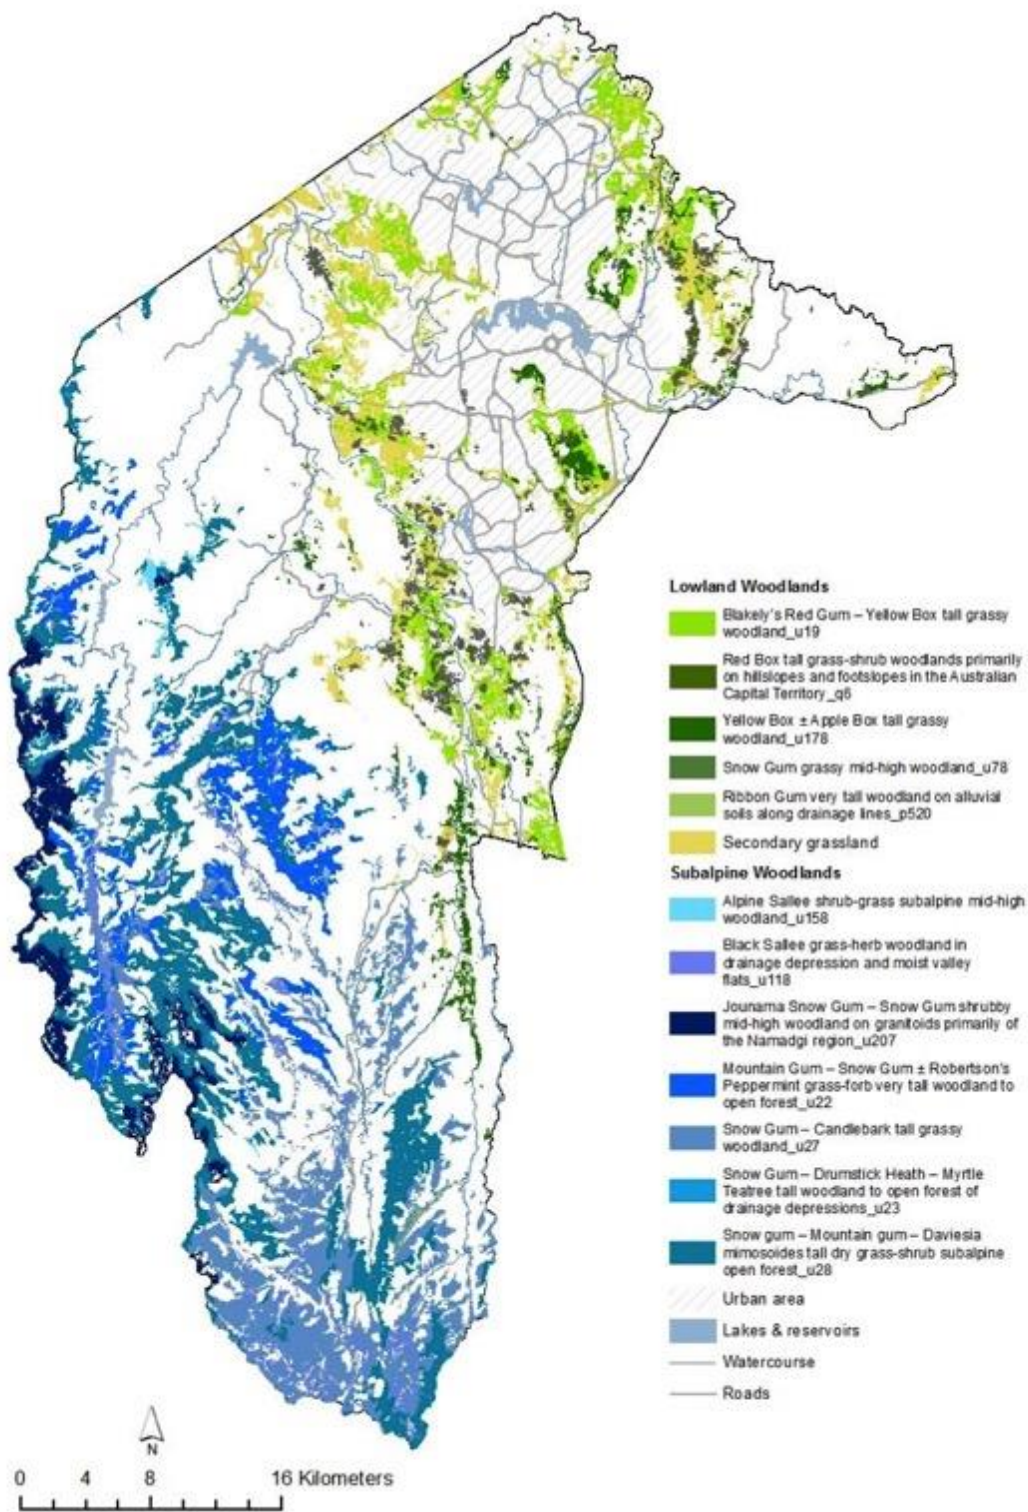 Lowland Woodlands
Blakely's Red Gum – Yellow Box tall grassy
woodland_u19
Red Box tall grass-shrub woodlands primarily
on hillslopes and footslopes in the Australian
Capital Territory_q6
Yellow Box ± Apple Box tall grassy
woodland_u178
Snow Gum grassy mid-high woodland_u78
Ribbon Gum very tall woodland on alluvial
soils along drainage lines_p520
Secondary grassland
Subalpine Woodlands
Alpine Sallee shrub-grass subalpine mid-high
woodland_u158
Black Sallee grass-herb woodland in
drainage depression and moist valley
flats_u118
Jounama Snow Gum – Snow Gum shrubby
mid-high woodland on granitoids primarily of
the Namadgi region_u207
Mountain Gum – Snow Gum ± Robertson's
Peppermint grass-forb very tall woodland to
open forest_u22
Snow Gum – Candlebark tall grassy
woodland_u27
Snow Gum – Drumstick Heath – Myrtle
Teatree tall woodland to open forest of
drainage depressions_u23
Snow gum – Mountain gum – Daviesia
mimosoides tall dry grass-shrub subalpine
open forest_u28
Urban area
Lakes & reservoirs
Watercourse
Roads
N
0 4 8 16 Kilometers